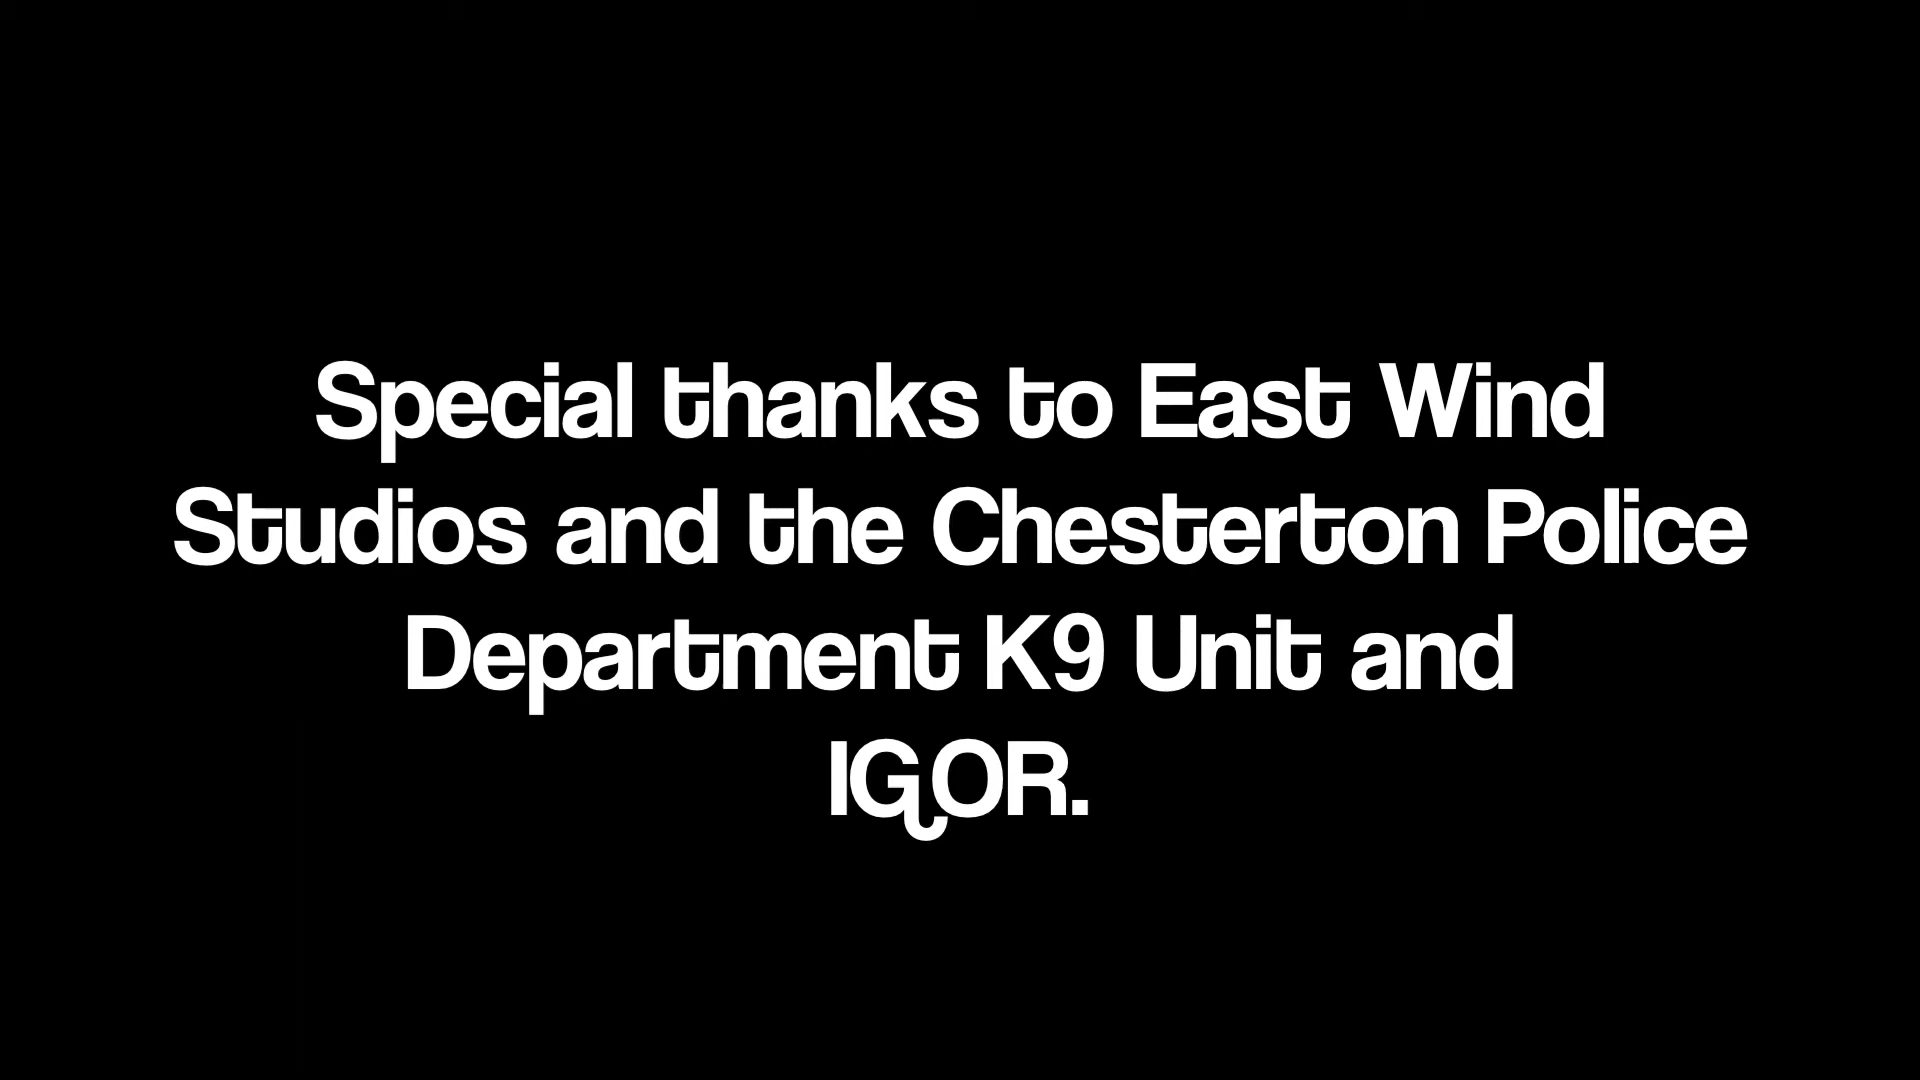 Special thanks to East Wind
Studios and the Chesterton Police
Department K9 Unit and
IGOR.